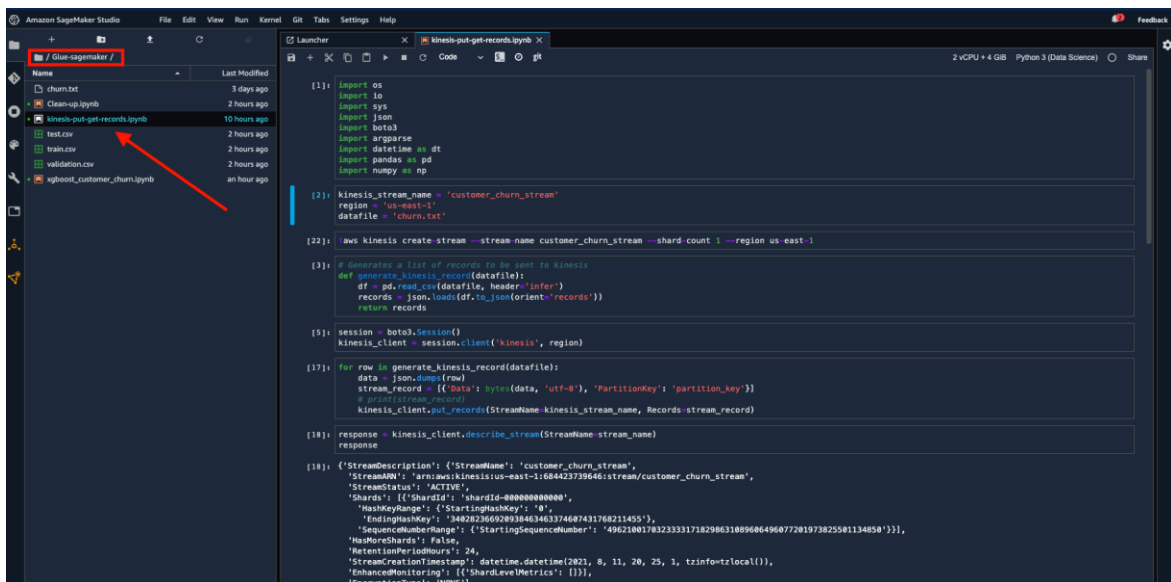 Amazon SageMaker Studio File Edit View Run Kernel Git Tabs Settings Help Feedback
/ Glue-sagemaker /
Name Last Modified
churn.txt 3 days ago
Clean-up.ipynb 2 hours ago
kinesis-put-get-records.ipynb 10 hours ago
test.csv 2 hours ago
train.csv 2 hours ago
validation.csv 2 hours ago
xgboost_customer_churn.ipynb an hour ago
Launcher kinesis-put-get-records.ipynb
Code git 2 vCPU + 4 GiB Python 3 (Data Science) Share
[1]: import os
import io
import sys
import json
import boto3
import argparse
import datetime as dt
import pandas as pd
import numpy as np
[2]: kinesis_stream_name = 'customer_churn_stream'
region = 'us-east-1'
datafile = 'churn.txt'
[22]: !aws kinesis create-stream --stream-name customer_churn_stream --shard-count 1 --region us-east-1
[3]: # Generates a list of records to be sent to kinesis
def generate_kinesis_record(datafile):
df = pd.read_csv(datafile, header='infer')
records = json.loads(df.to_json(orient='records'))
return records
[5]: session = boto3.Session()
kinesis_client = session.client('kinesis', region)
[17]: for row in generate_kinesis_record(datafile):
data = json.dumps(row)
stream_record = [{'Data': bytes(data, 'utf-8'), 'PartitionKey': 'partition_key'}]
# print(stream_record)
kinesis_client.put_records(StreamName=kinesis_stream_name, Records=stream_record)
[18]: response = kinesis_client.describe_stream(StreamName=stream_name)
response
[18]: {'StreamDescription': {'StreamName': 'customer_churn_stream',
'StreamARN': 'arn:aws:kinesis:us-east-1:684423739646:stream/customer_churn_stream',
'StreamStatus': 'ACTIVE',
'Shards': [{'ShardId': 'shardId-000000000000',
'HashKeyRange': {'StartingHashKey': '0',
'EndingHashKey': '340282366920938463463374607431768211455'},
'SequenceNumberRange': {'StartingSequenceNumber': '49621001703233331718298631089606496077201973825501134850'}}],
'HasMoreShards': False,
'RetentionPeriodHours': 24,
'StreamCreationTimestamp': datetime.datetime(2021, 8, 11, 20, 25, 1, tzinfo=tzlocal()),
'EnhancedMonitoring': [{'ShardLevelMetrics': []}],
'EncryptionType': 'NONE'}